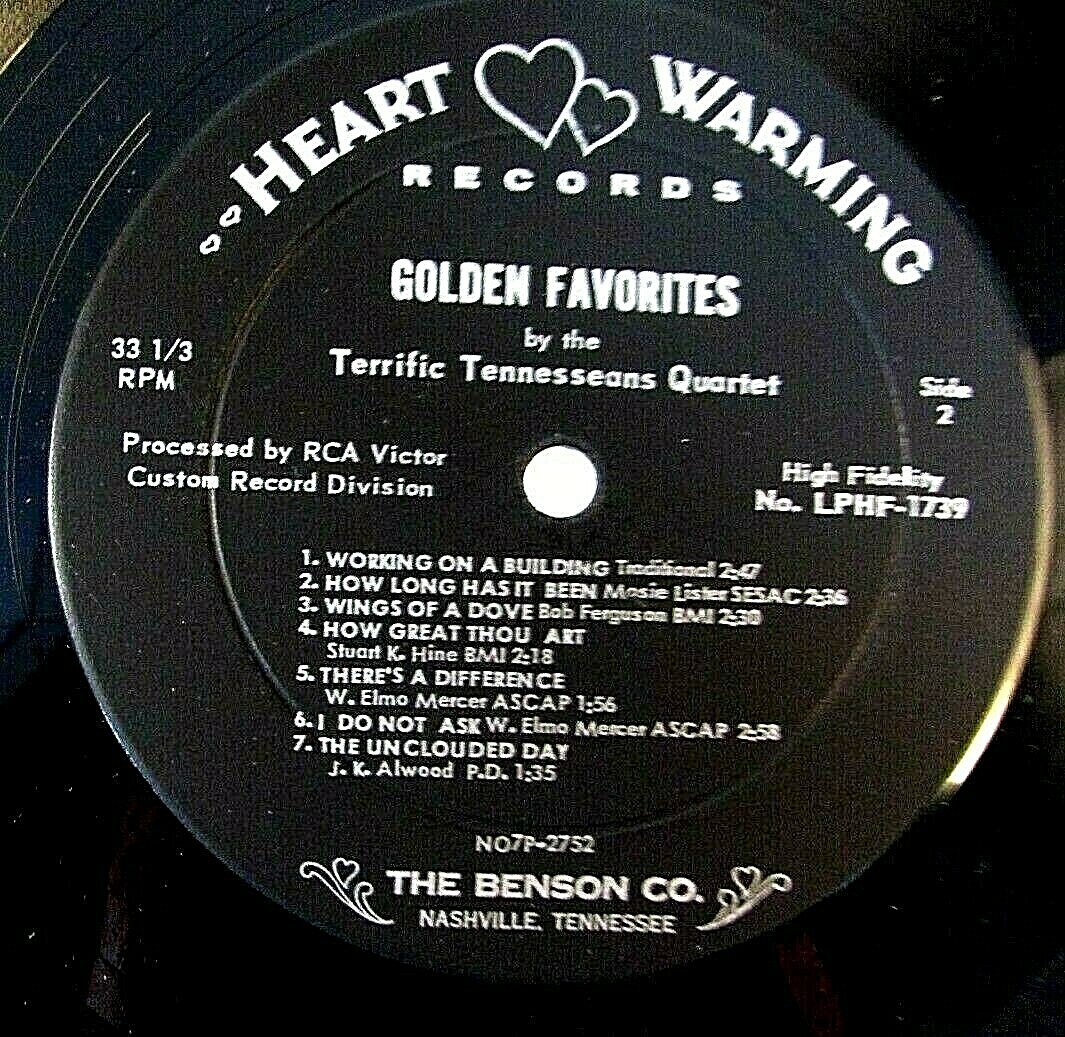 HEART WARMING
RECORDS
GOLDEN FAVORITES
by the
Terrific Tennesseans Quartet
33 1/3
RPM
Side
2
Processed by RCA Victor
Custom Record Division
High Fidelity
No. LPHF-1739
1. WORKING ON A BUILDING Traditional 2:47
2. HOW LONG HAS IT BEEN Mosie Lister SESAC 2:36
3. WINGS OF A DOVE Bob Ferguson BMI 2:30
4. HOW GREAT THOU ART
Stuart K. Hine BMI 2:18
5. THERE'S A DIFFERENCE
W. Elmo Mercer ASCAP 1:56
6. I DO NOT ASK W. Elmo Mercer ASCAP 2:58
7. THE UNCLOUDED DAY
J. K. Alwood P.D. 1:35
NO7P-2752
THE BENSON CO.
NASHVILLE, TENNESSEE